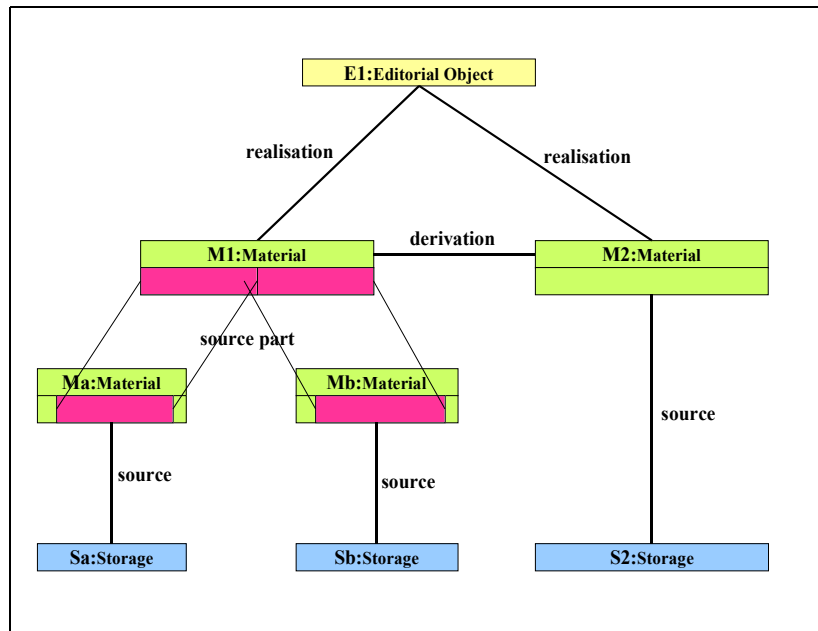 E1:Editorial Object
realisation
realisation
derivation
M1:Material
M2:Material
source part
Ma:Material
Mb:Material
source
source
source
Sa:Storage
Sb:Storage
S2:Storage